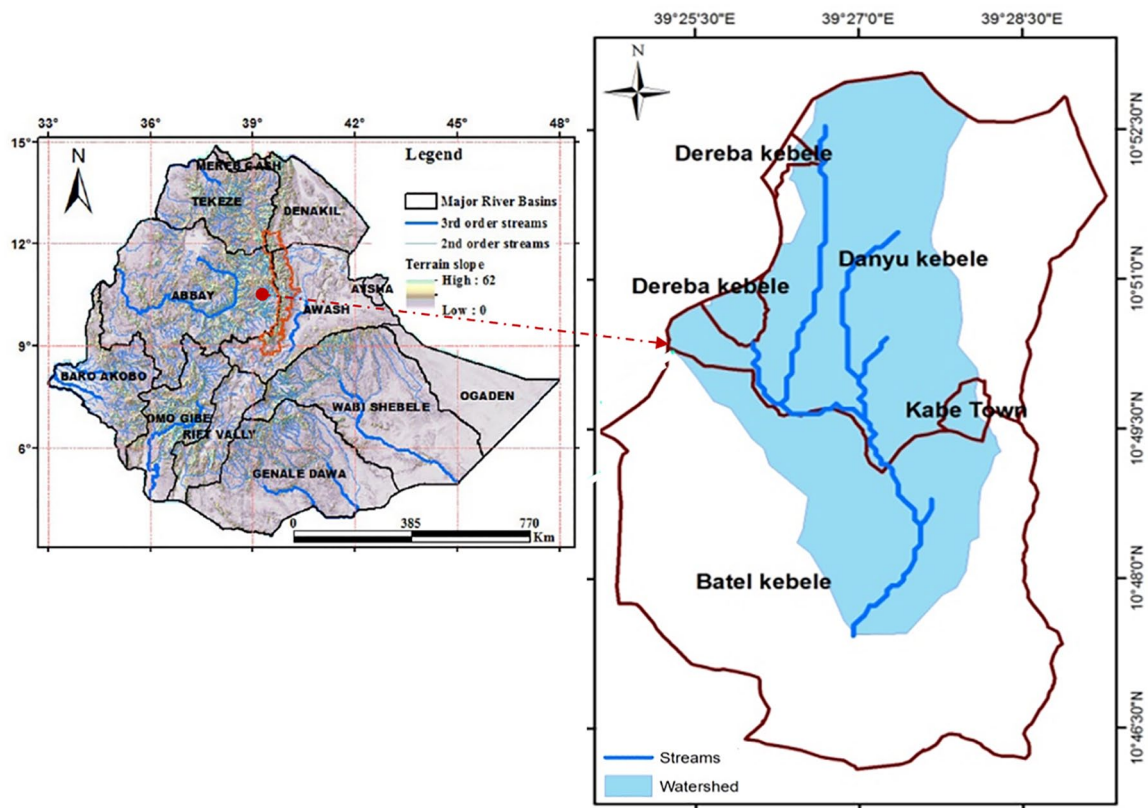 33°
36°
39°
42°
45°
48°
15°
12°
9°
6°
N
Legend
Major River Basins
3rd order streams
2nd order streams
Terrain slope
High : 62
Low : 0
MEREB GASH
TEKEZE
DENAKIL
ABBAY
AYSHA
AWASH
BAKO AKOBO
OMO GIBE
RIFT VALLY
WABI SHEBELE
OGADEN
GENALE DAWA
0
385
770
Km
39°25'30"E
39°27'0"E
39°28'30"E
N
10°52'30"N
10°51'0"N
10°49'30"N
10°48'0"N
10°46'30"N
Dereba kebele
Danyu kebele
Dereba kebele
Kabe Town
Batel kebele
Streams
Watershed